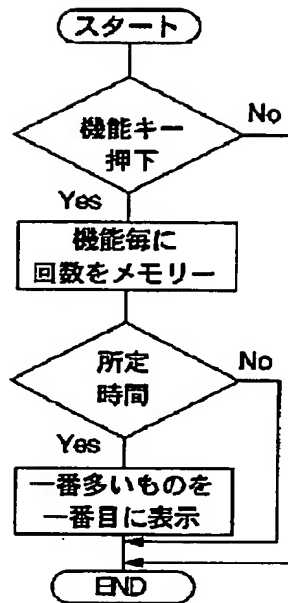 スタート
機能キー
押下
No
Yes
機能毎に
回数をメモリー
所定
時間
No
Yes
一番多いものを
一番目に表示
END